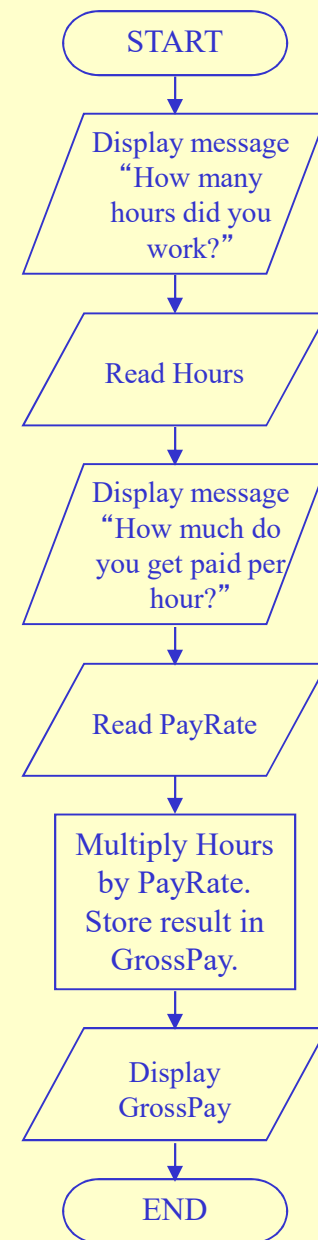 START
Display message
“How many
hours did you
work?”
Read Hours
Display message
“How much do
you get paid per
hour?”
Read PayRate
Multiply Hours
by PayRate.
Store result in
GrossPay.
Display
GrossPay
END